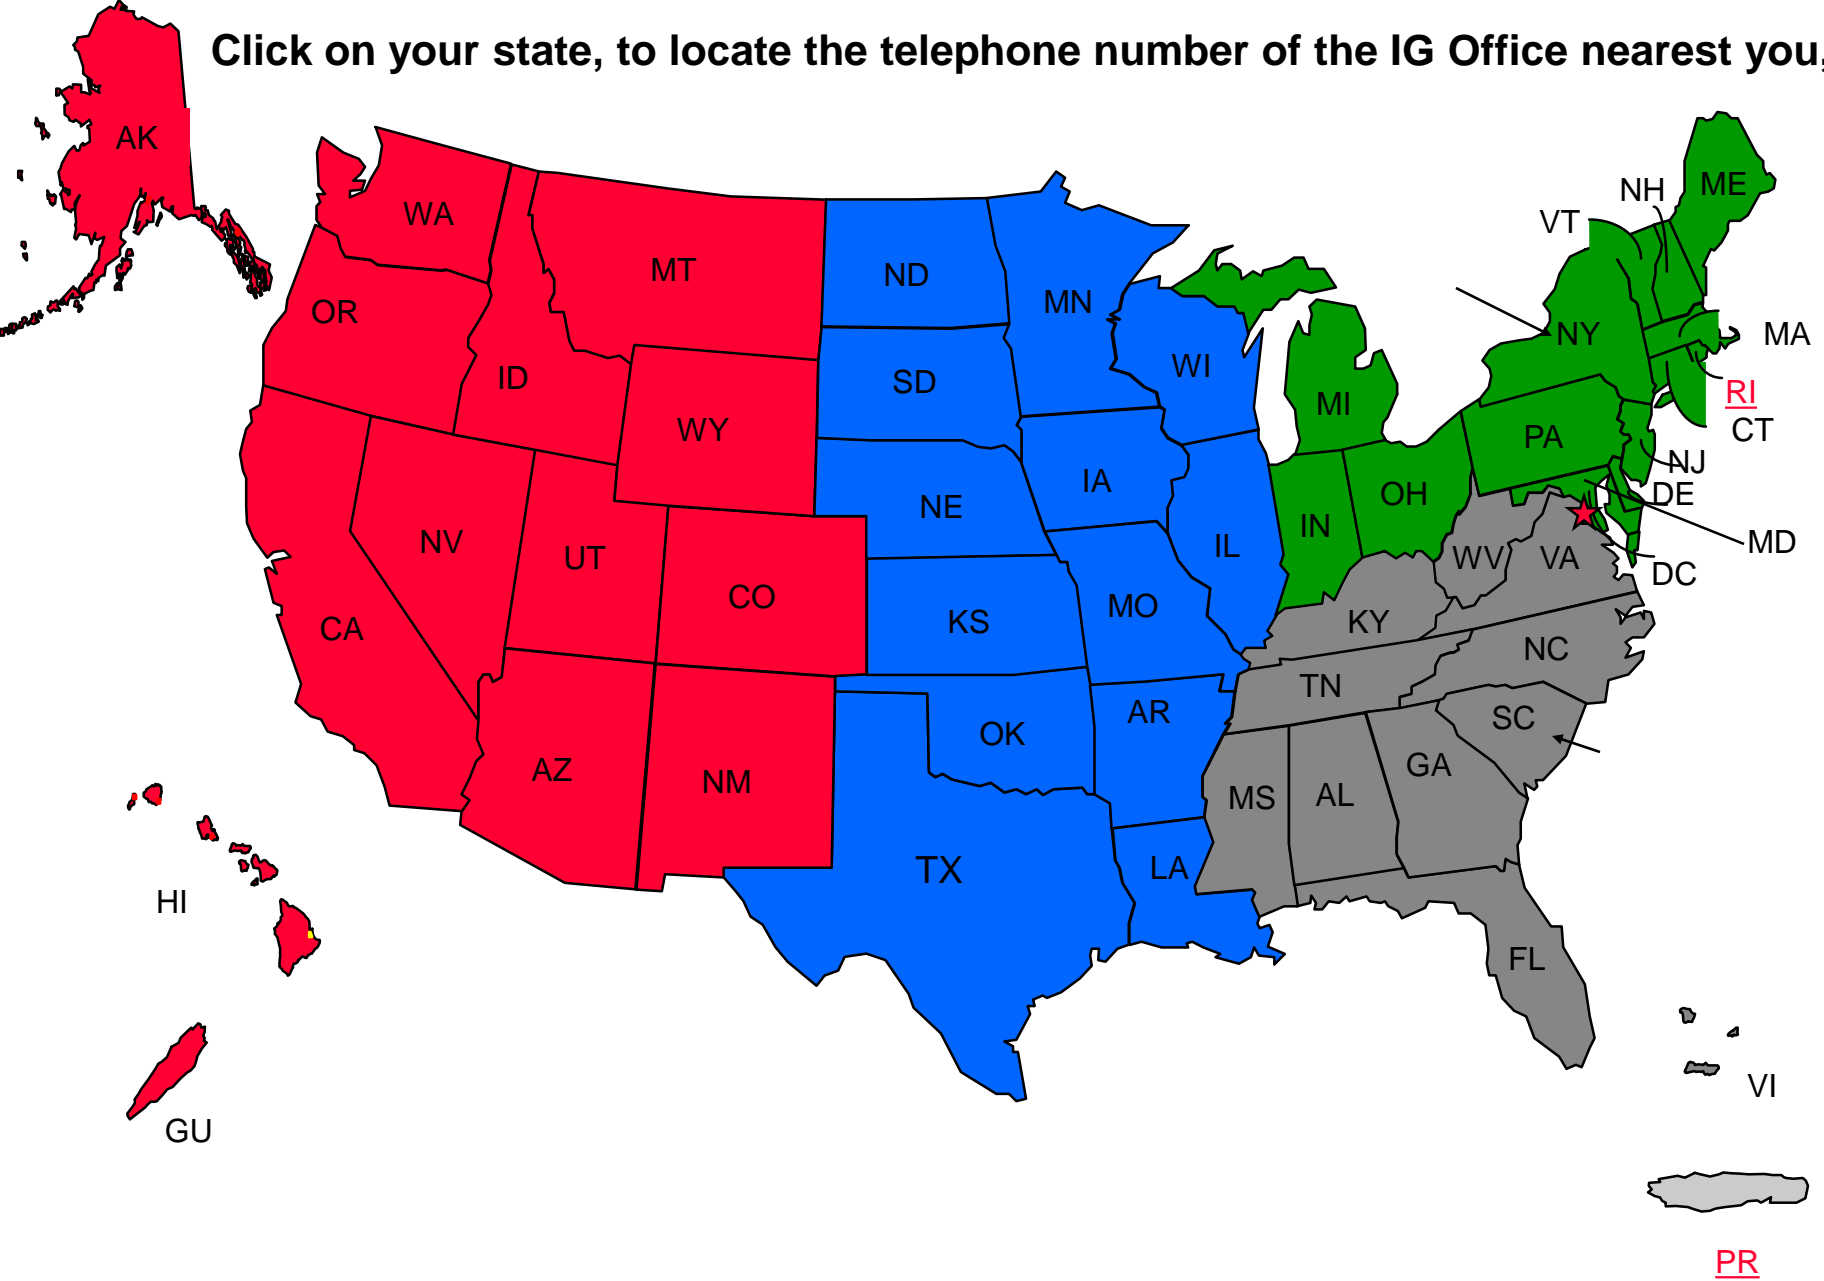 Click on your state, to locate the telephone number of the IG Office nearest you,
AK
WA
OR
MT
ID
WY
NV
UT
CO
CA
AZ
NM
HI
GU
ND
MN
SD
WI
IA
NE
IL
KS
MO
OK
AR
TX
LA
ME
NH
VT
NY
MA
RI
CT
MI
PA
NJ
DE
OH
IN
MD
DC
WV
VA
KY
NC
TN
SC
GA
MS
AL
FL
VI
PR